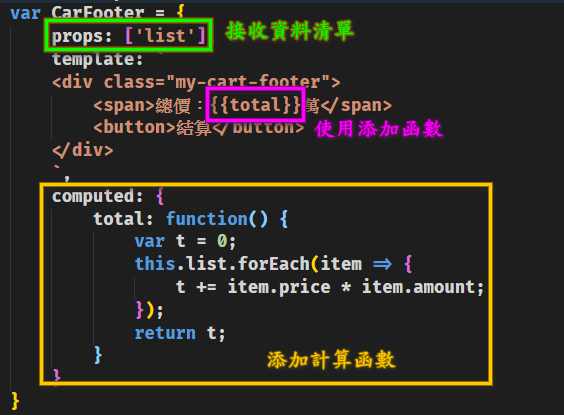 var CarFooter = {
props: ['list'] 接收資料清單
template:
<div class="my-cart-footer">
<span>總價：{{total}}萬</span>
<button>結算</button> 使用添加函數
</div>
`,
computed: {
total: function() {
var t = 0;
this.list.forEach(item => {
t += item.price * item.amount;
});
return t;
} 添加計算函數
}
}